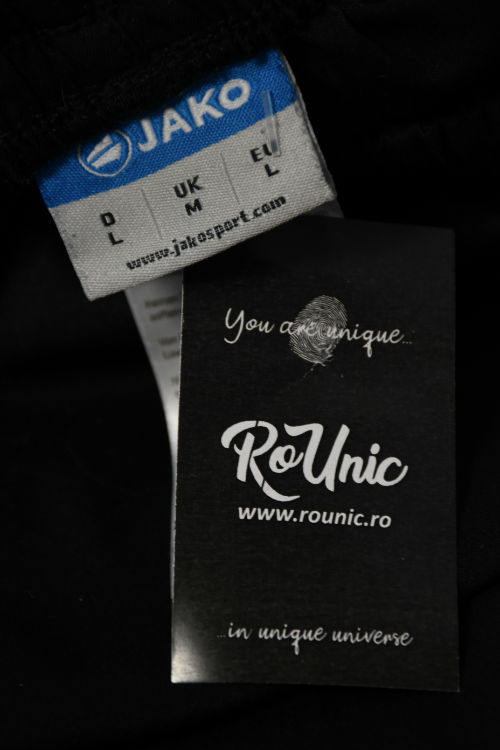 JAKO
D UK EU
L M L
www.jakosport.com
You are unique...
RoUnic
www.rounic.ro
...in unique universe